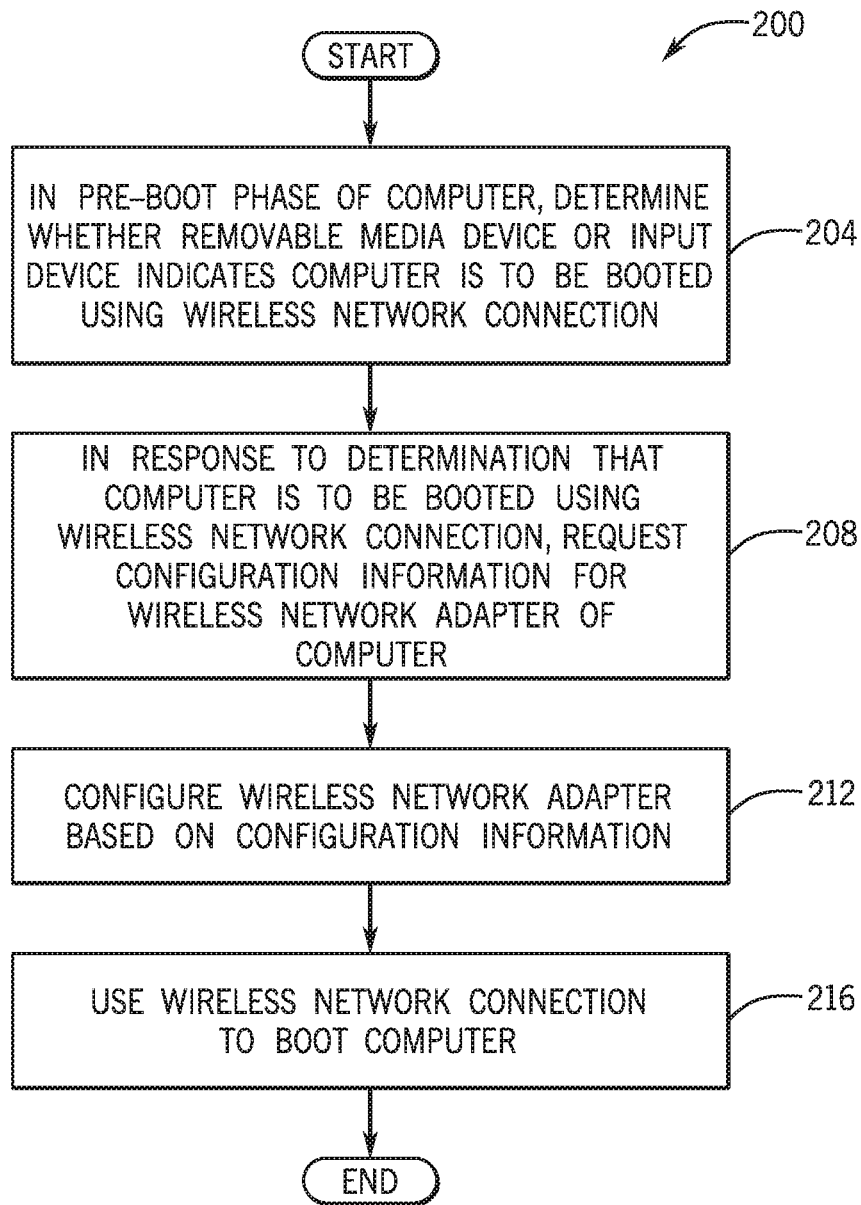 200
START
IN PRE-BOOT PHASE OF COMPUTER, DETERMINE
WHETHER REMOVABLE MEDIA DEVICE OR INPUT
DEVICE INDICATES COMPUTER IS TO BE BOOTED
USING WIRELESS NETWORK CONNECTION
204
IN RESPONSE TO DETERMINATION THAT
COMPUTER IS TO BE BOOTED USING
WIRELESS NETWORK CONNECTION, REQUEST
CONFIGURATION INFORMATION FOR
WIRELESS NETWORK ADAPTER OF
COMPUTER
208
CONFIGURE WIRELESS NETWORK ADAPTER
BASED ON CONFIGURATION INFORMATION
212
USE WIRELESS NETWORK CONNECTION
TO BOOT COMPUTER
216
END